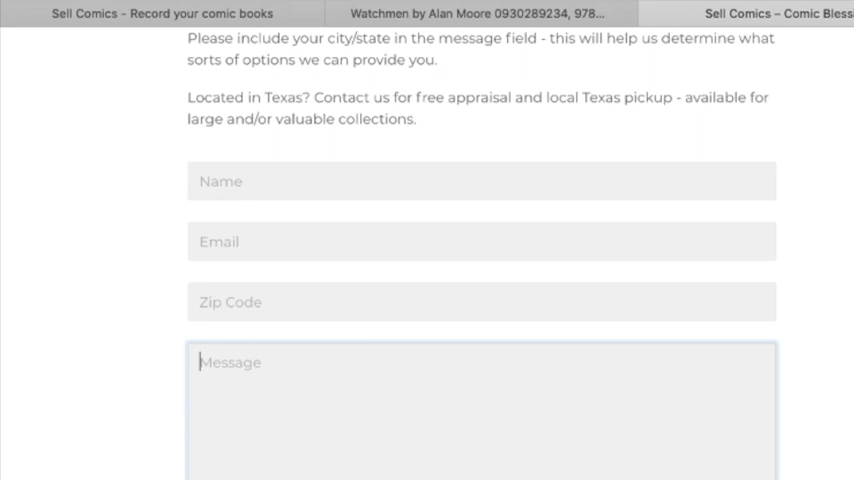 Sell Comics - Record your comic books
Watchmen by Alan Moore 0930289234, 978...
Sell Comics – Comic Bless
Please include your city/state in the message field - this will help us determine what
sorts of options we can provide you.
Located in Texas? Contact us for free appraisal and local Texas pickup - available for
large and/or valuable collections.
Name
Email
Zip Code
Message